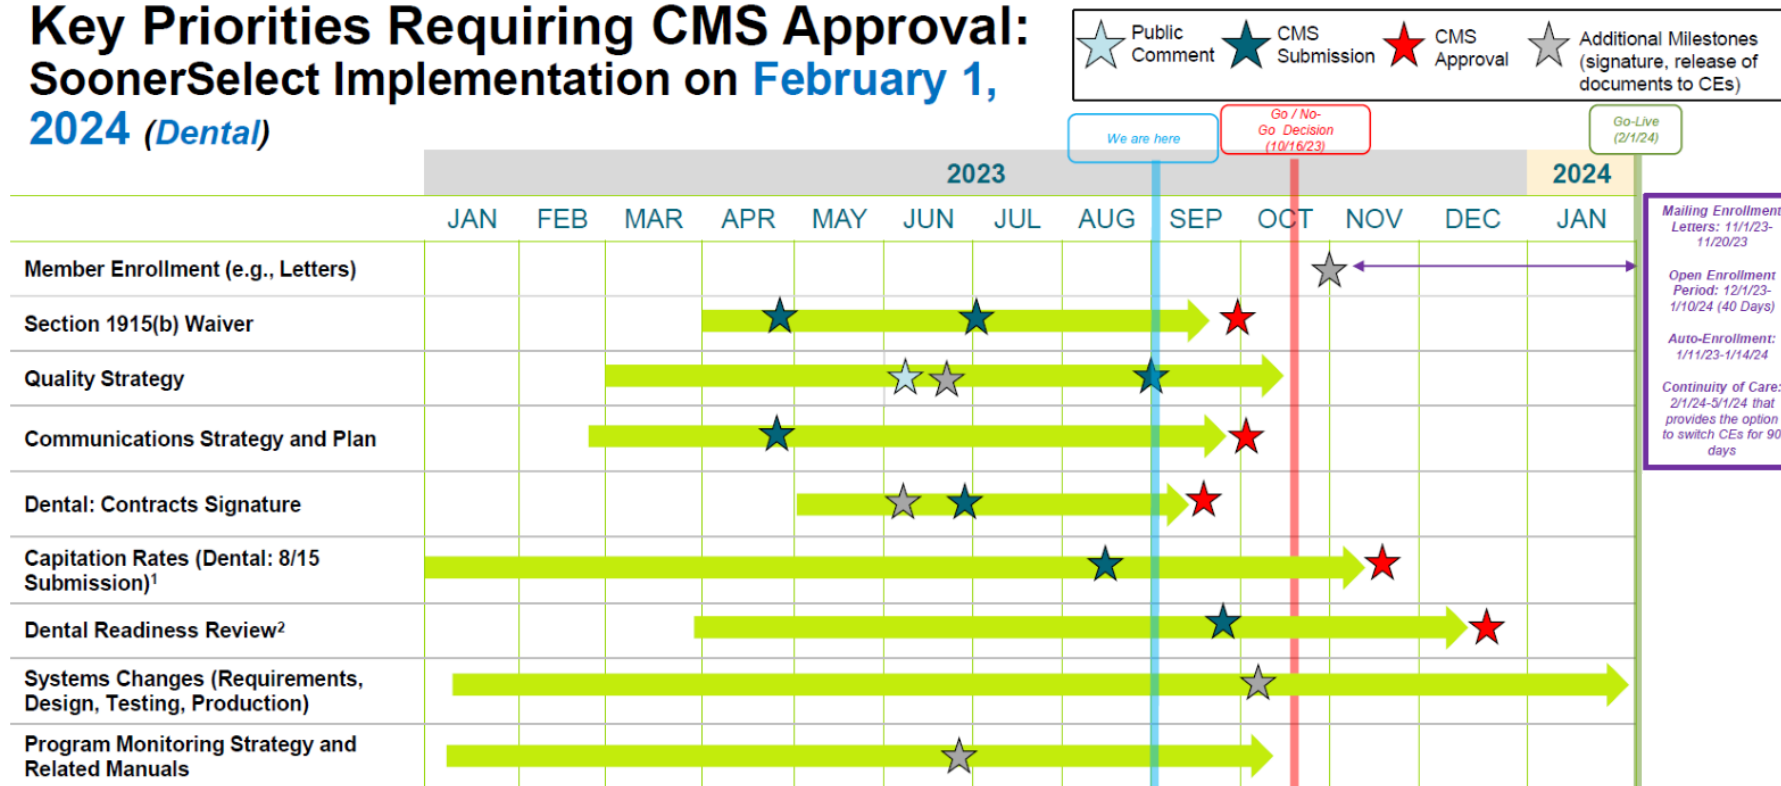 Key Priorities Requiring CMS Approval:
SoonerSelect Implementation on February 1,
2024 (Dental)
Public
Comment
CMS
Submission
CMS
Approval
Additional Milestones
(signature, release of
documents to CEs)
We are here
Go / No-
Go Decision
(10/16/23)
Go-Live
(2/1/24)
2023
2024
JAN FEB MAR APR MAY JUN JUL AUG SEP OCT NOV DEC JAN
Member Enrollment (e.g., Letters)
Section 1915(b) Waiver
Quality Strategy
Communications Strategy and Plan
Dental: Contracts Signature
Capitation Rates (Dental: 8/15
Submission)¹
Dental Readiness Review²
Systems Changes (Requirements,
Design, Testing, Production)
Program Monitoring Strategy and
Related Manuals
Mailing Enrollment
Letters: 11/1/23-
11/20/23
Open Enrollment
Period: 12/1/23-
1/10/24 (40 Days)
Auto-Enrollment:
1/11/23-1/14/24
Continuity of Care:
2/1/24-5/1/24 that
provides the option
to switch CEs for 90
days